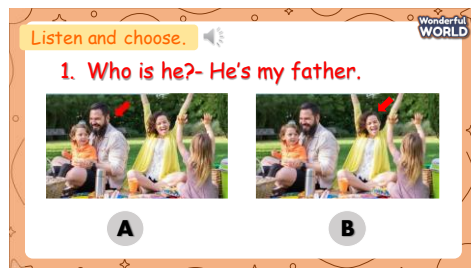 Wonderful
WORLD
Listen and choose.
1. Who is he?- He's my father.
A
B